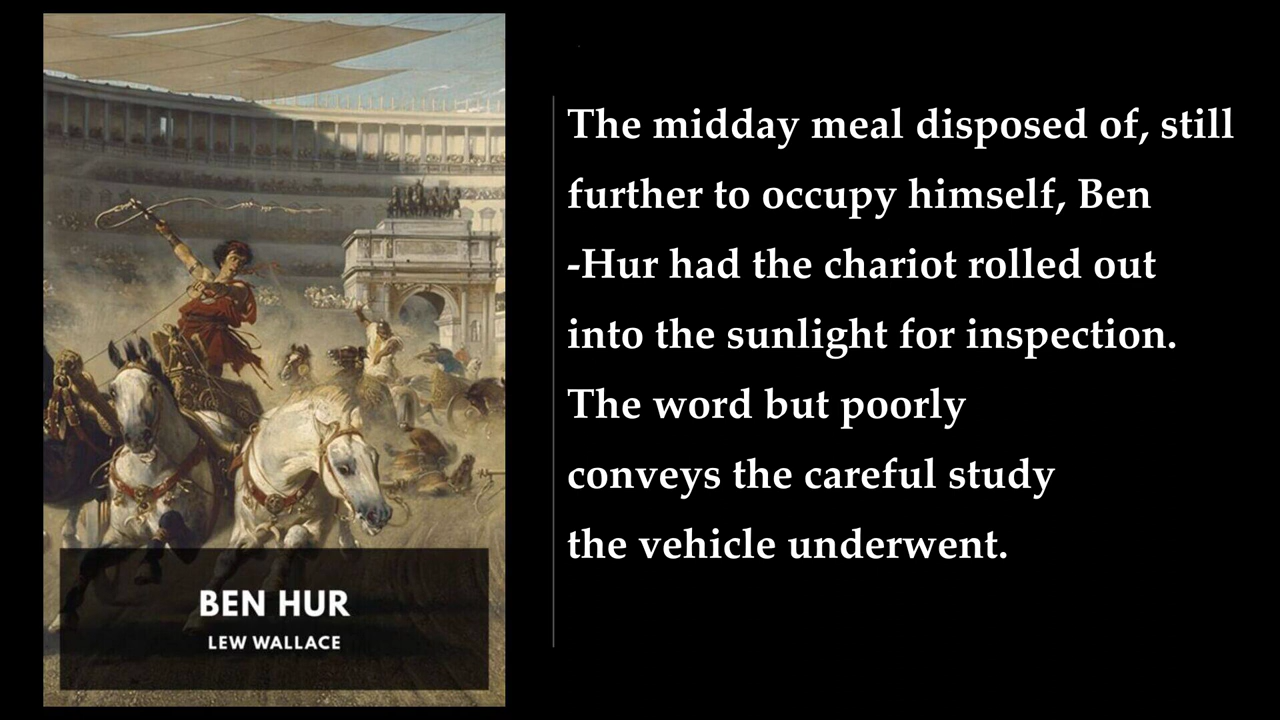 BEN HUR
LEW WALLACE
The midday meal disposed of, still
further to occupy himself, Ben
-Hur had the chariot rolled out
into the sunlight for inspection.
The word but poorly
conveys the careful study
the vehicle underwent.